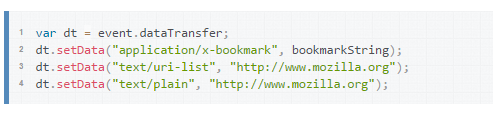 1 var dt = event.dataTransfer;
2 dt.setData("application/x-bookmark", bookmarkString);
3 dt.setData("text/uri-list", "http://www.mozilla.org");
4 dt.setData("text/plain", "http://www.mozilla.org");